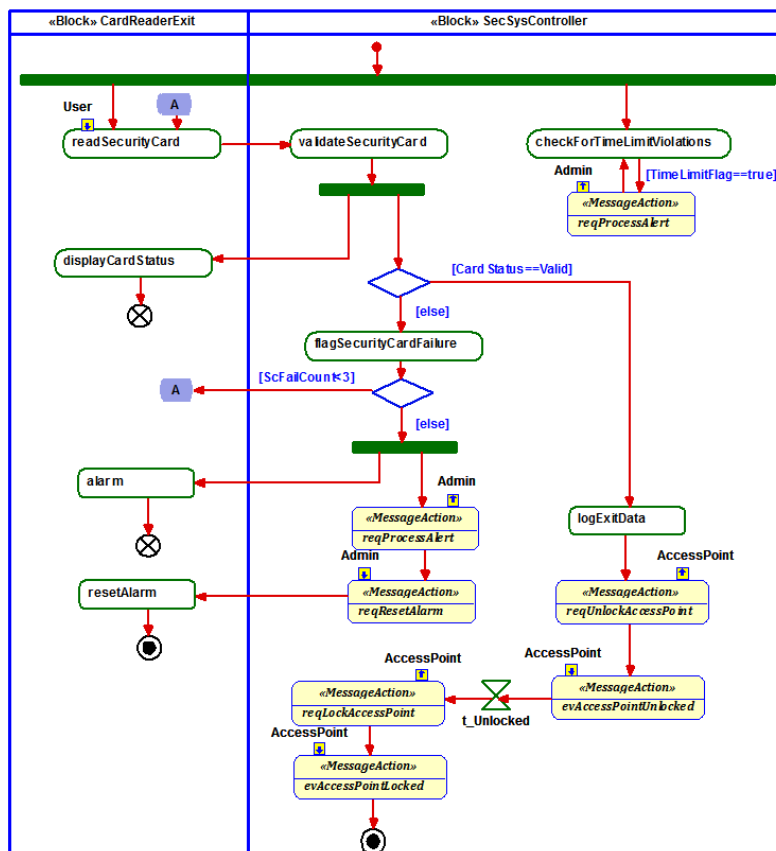 «Block» CardReaderExit
«Block» SecSysController
User
A
readSecurityCard
validateSecurityCard
checkForTimeLimitViolations
Admin
[TimeLimitFlag==true]
«MessageAction»
reqProcessAlert
displayCardStatus
[Card Status==Valid]
[else]
flagSecurityCardFailure
[ScFailCount<3]
A
[else]
alarm
Admin
«MessageAction»
reqProcessAlert
logExitData
Admin
AccessPoint
resetAlarm
«MessageAction»
reqResetAlarm
«MessageAction»
reqUnlockAccessPoint
AccessPoint
AccessPoint
«MessageAction»
reqLockAccessPoint
t_Unlocked
«MessageAction»
evAccessPointUnlocked
AccessPoint
«MessageAction»
evAccessPointLocked